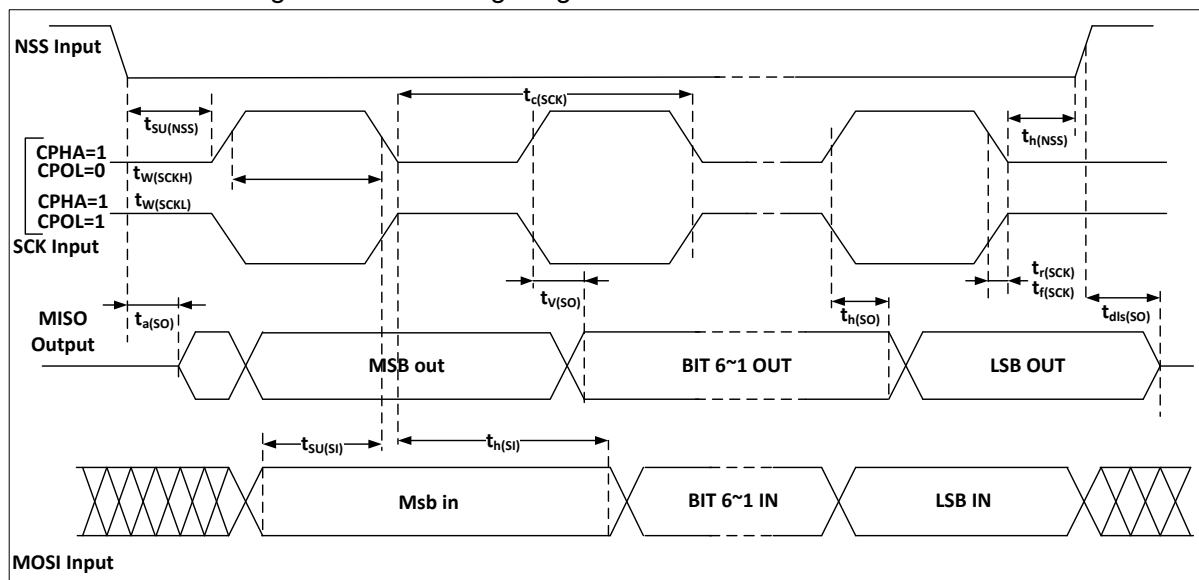 NSS Input
tSU(NSS)
tc(SCK)
th(NSS)
CPHA=1
CPOL=0
tW(SCKH)
CPHA=1
CPOL=1
tW(SCKL)
SCK Input
tV(SO)
tr(SCK)
tf(SCK)
ta(SO)
th(SO)
tdis(SO)
MISO
Output
MSB out
BIT 6~1 OUT
LSB OUT
tSU(SI)
th(SI)
Msb in
BIT 6~1 IN
LSB IN
MOSI Input